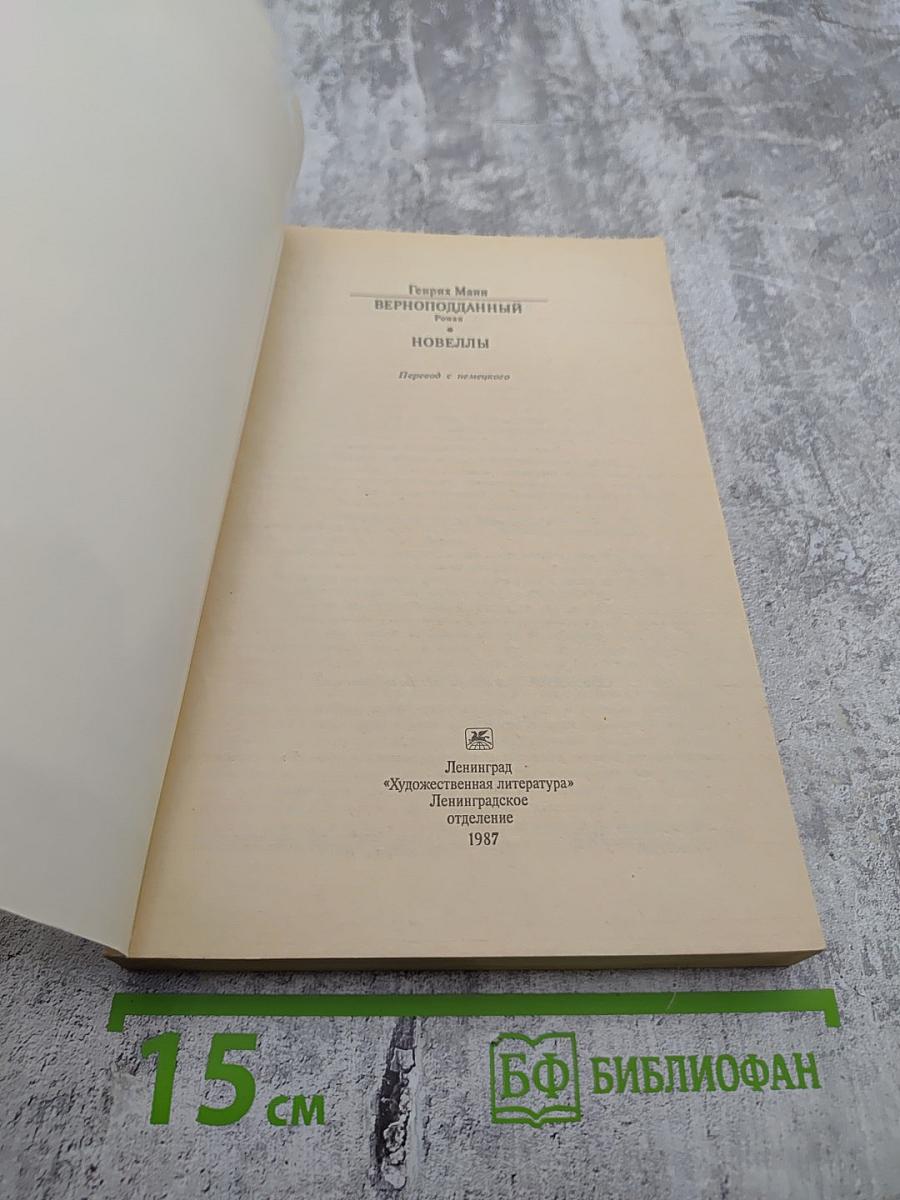 Генрих Манн
ВЕРНОПОДДАННЫЙ
Роман
НОВЕЛЛЫ
Перевод с немецкого
Ленинград
«Художественная литература»
Ленинградское
отделение
1987
15 см
БФ БИБЛИОФАН